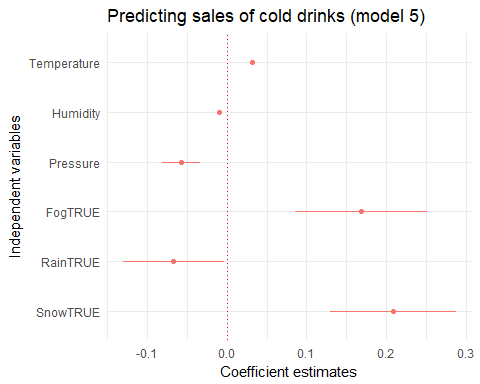 Predicting sales of cold drinks (model 5)
Independent variables
Temperature
Humidity
Pressure
FogTRUE
RainTRUE
SnowTRUE
-0.1 0.0 0.1 0.2 0.3
Coefficient estimates